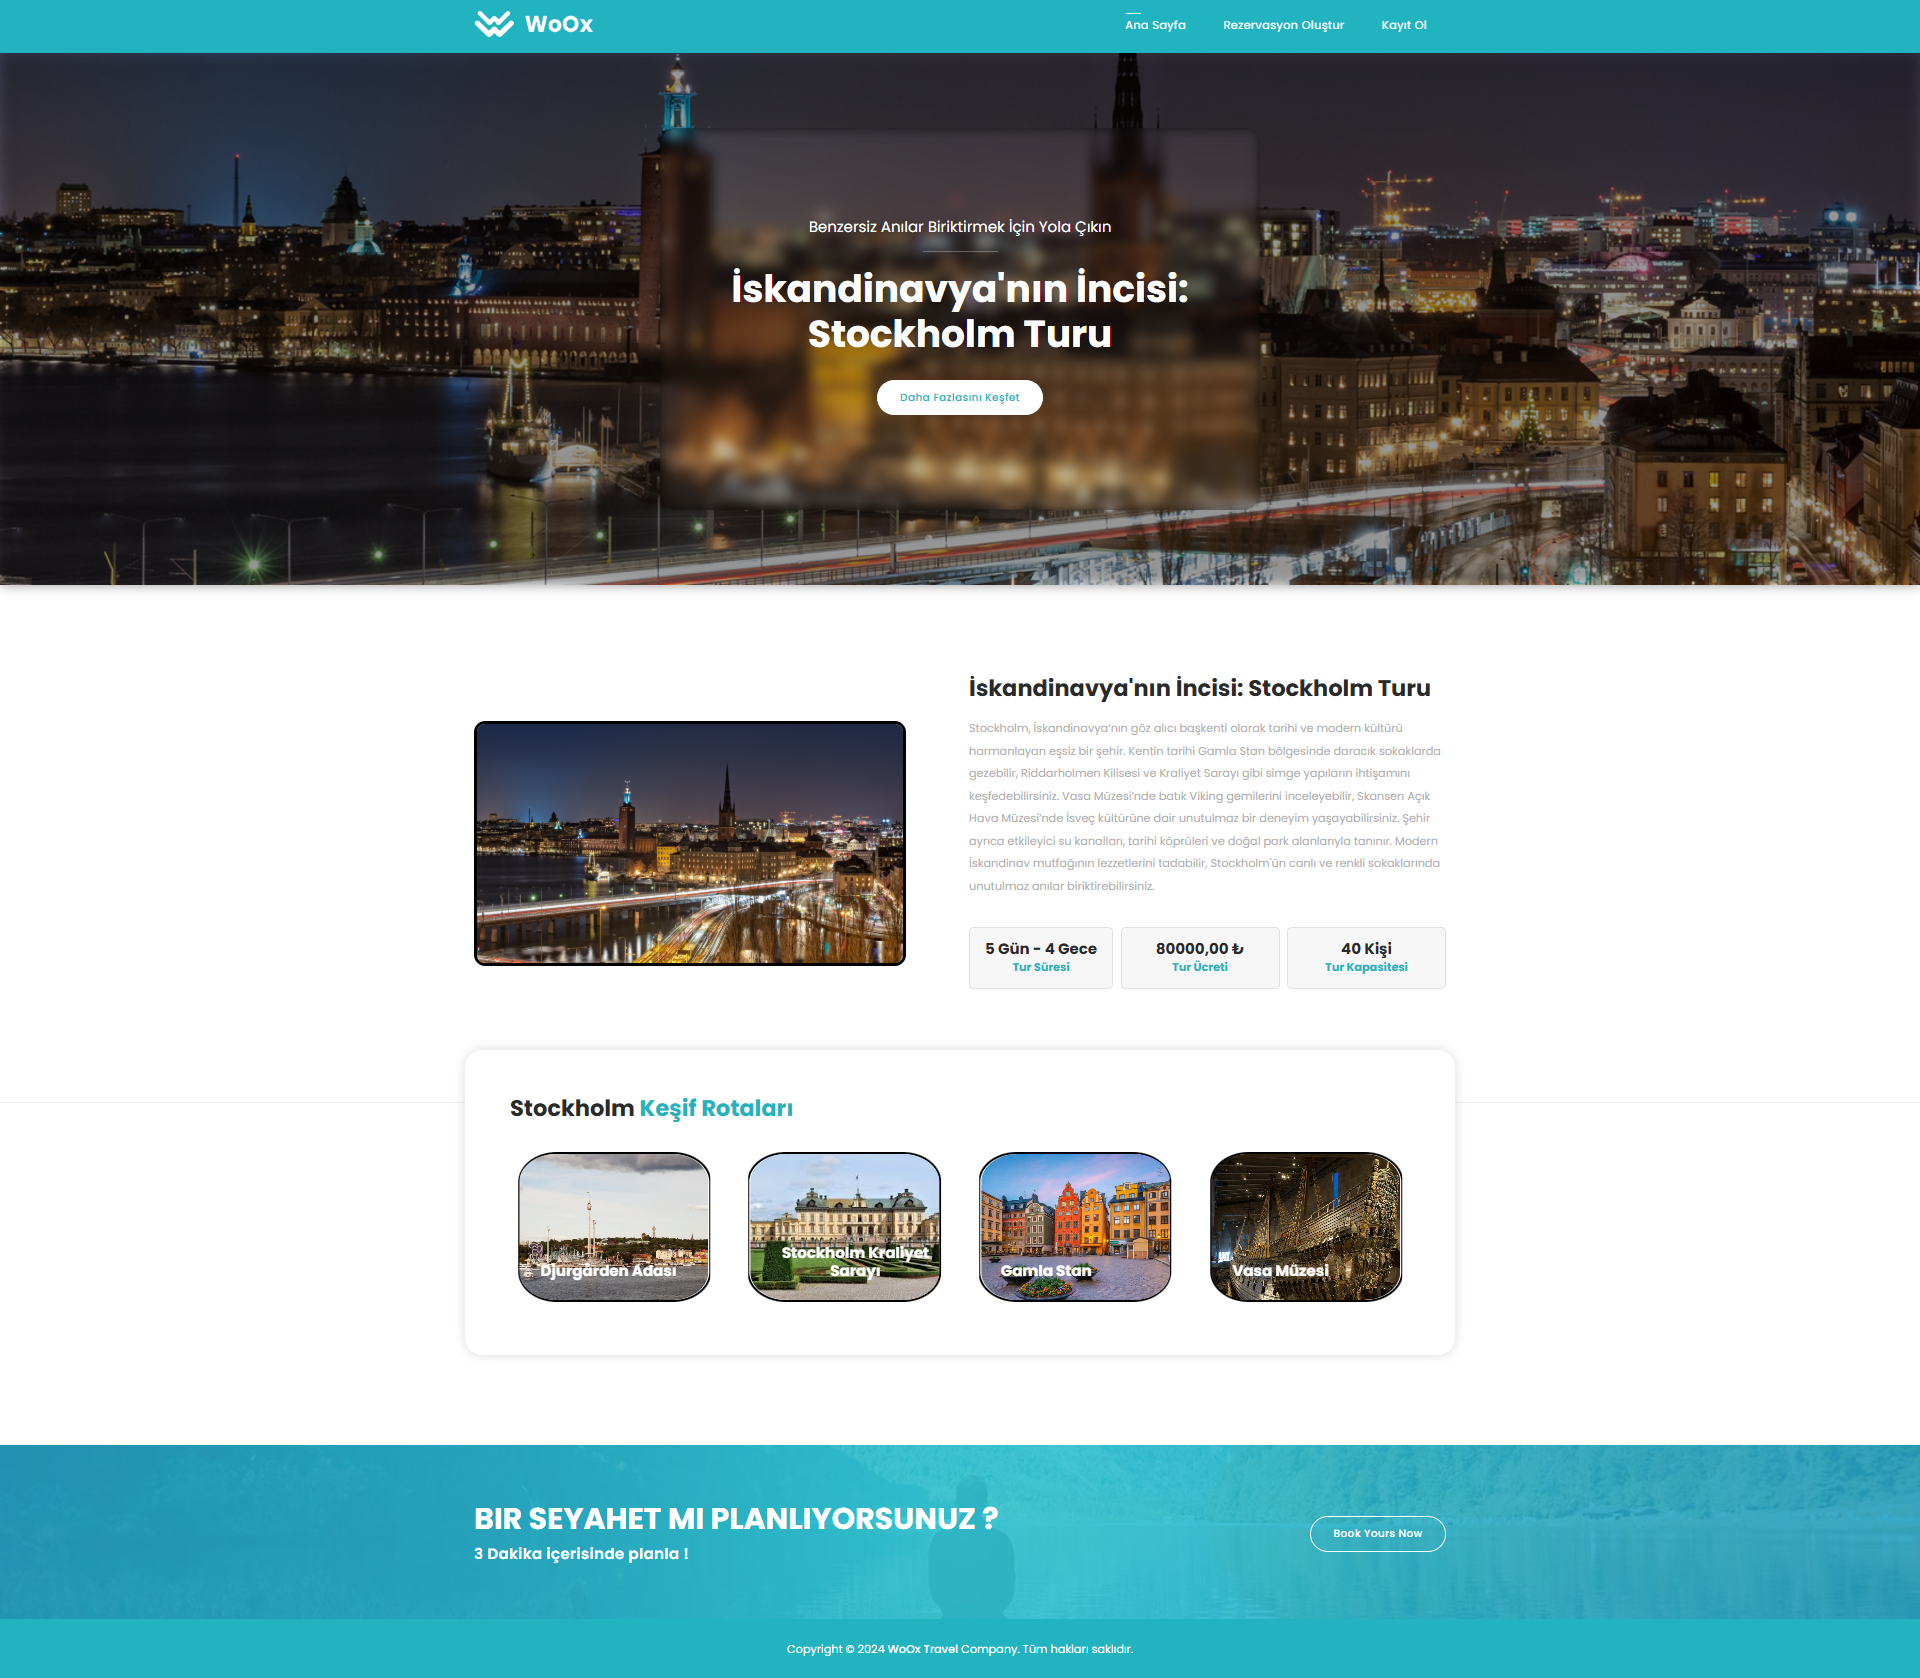 WoOx
Ana Sayfa
Rezervasyon Oluştur
Kayıt Ol
Benzersiz Anılar Biriktirmek İçin Yola Çıkın
İskandinavya'nın İncisi:
Stockholm Turu
Daha Fazlasını Keşfet
İskandinavya'nın İncisi: Stockholm Turu
Stockholm, İskandinavya’nın göz alıcı başkenti olarak tarihi ve modern kültürü
harmanlayan eşsiz bir şehir. Kentin tarihi Gamla Stan bölgesinde daracık sokaklarda
gezebilir, Riddarholmen Kilisesi ve Kraliyet Sarayı gibi simge yapıların ihtişamını
keşfedebilirsiniz. Vasa Müzesi’nde batık Viking gemilerini inceleyebilir, Skansen Açık
Hava Müzesi’nde İsveç kültürüne dair unutulmaz bir deneyim yaşayabilirsiniz. Şehir
ayrıca etkileyici su kanalları, tarihi köprüleri ve doğal park alanlarıyla tanınır. Modern
İskandinav mutfağının lezzetlerini tadabilir, Stockholm'ün canlı ve renkli sokaklarında
unutulmaz anılar biriktirebilirsiniz.
5 Gün - 4 Gece
Tur Süresi
80000,00 ₺
Tur Ücreti
40 Kişi
Tur Kapasitesi
Stockholm Keşif Rotaları
Djurgården Adası
Stockholm Kraliyet
Sarayı
Gamla Stan
Vasa Müzesi
BIR SEYAHET MI PLANLIYORSUNUZ ?
3 Dakika içerisinde planla !
Book Yours Now
Copyright © 2024 WoOx Travel Company. Tüm hakları saklıdır.